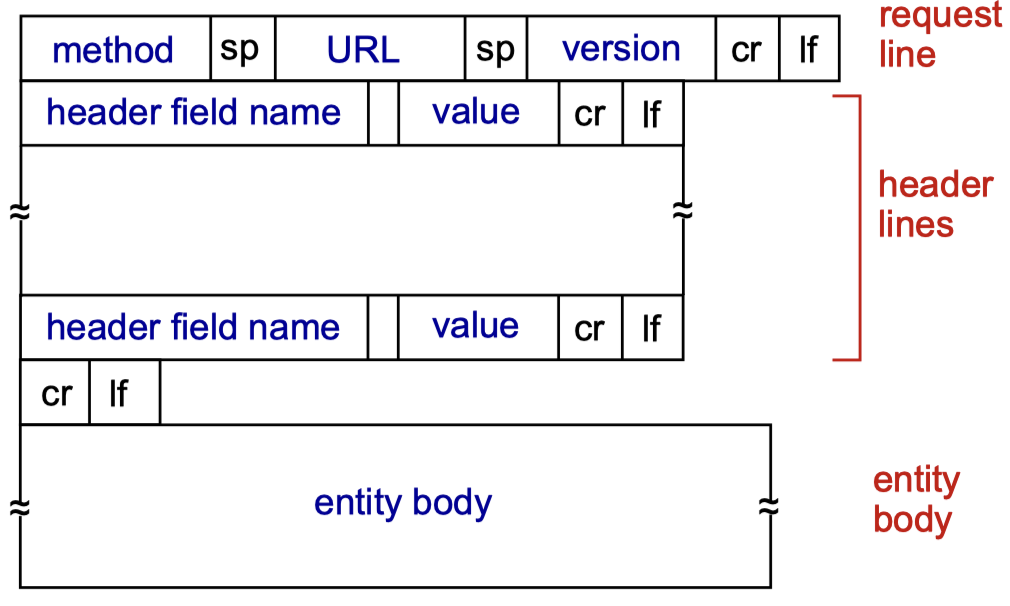 method sp URL sp version cr lf
request
line
header field name value cr lf
header
lines
header field name value cr lf
cr lf
entity body
entity
body